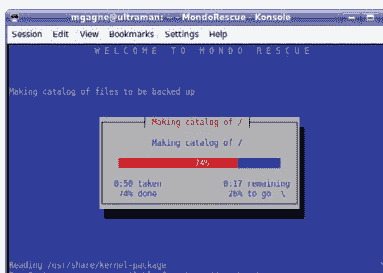 mgagne@ultraman: ~ - MondoRescue - Konsole
Session Edit View Bookmarks Settings Help
WELCOME TO MONDO RESCUE
Making catalog of files to be backed up
Making catalog of /
Making catalog of /
74%
0:50 taken 0:17 remaining
74% done 26% to go \
Reading /usr/share/kernel-package